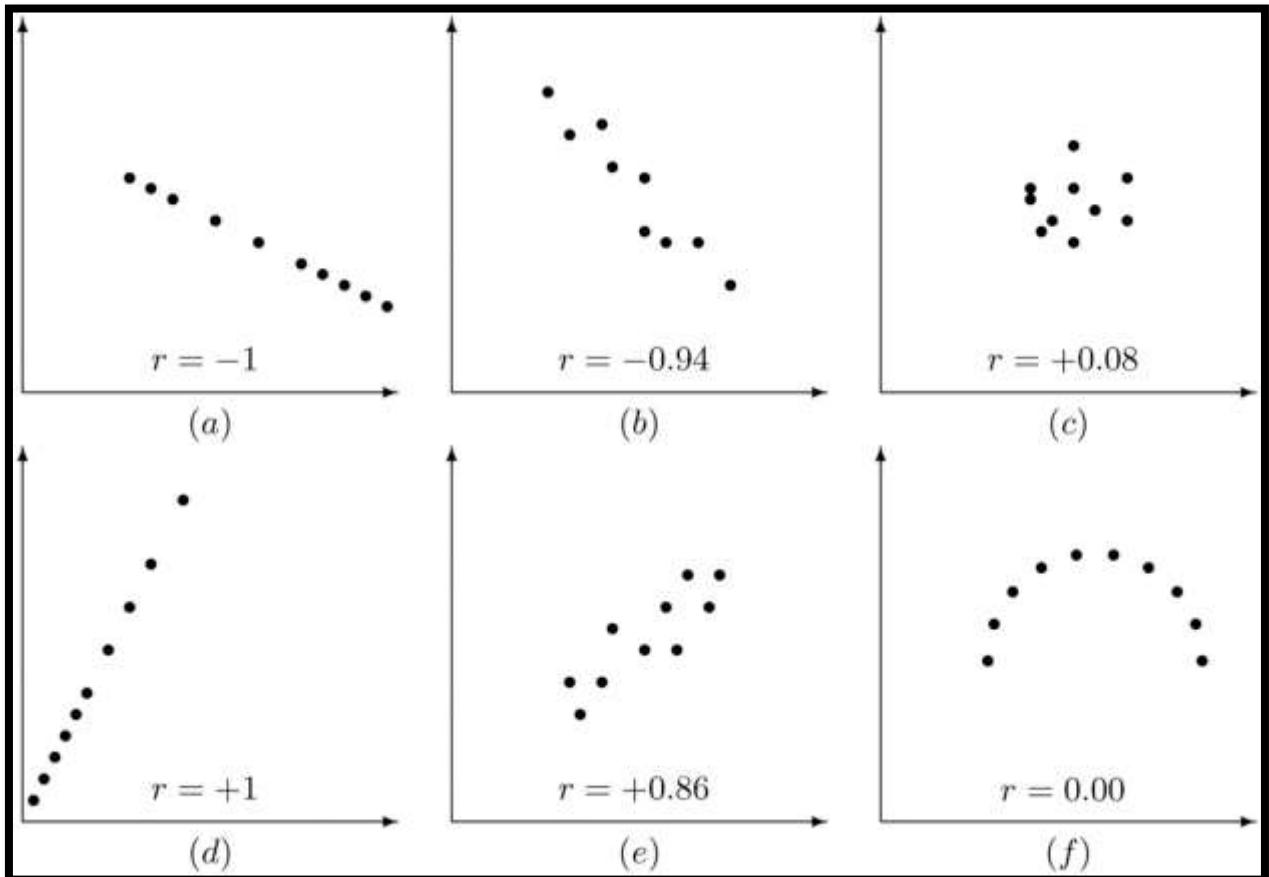 r = −1
r = −0.94
r = +0.08
(a)
(b)
(c)
r = +1
r = +0.86
r = 0.00
(d)
(e)
(f)